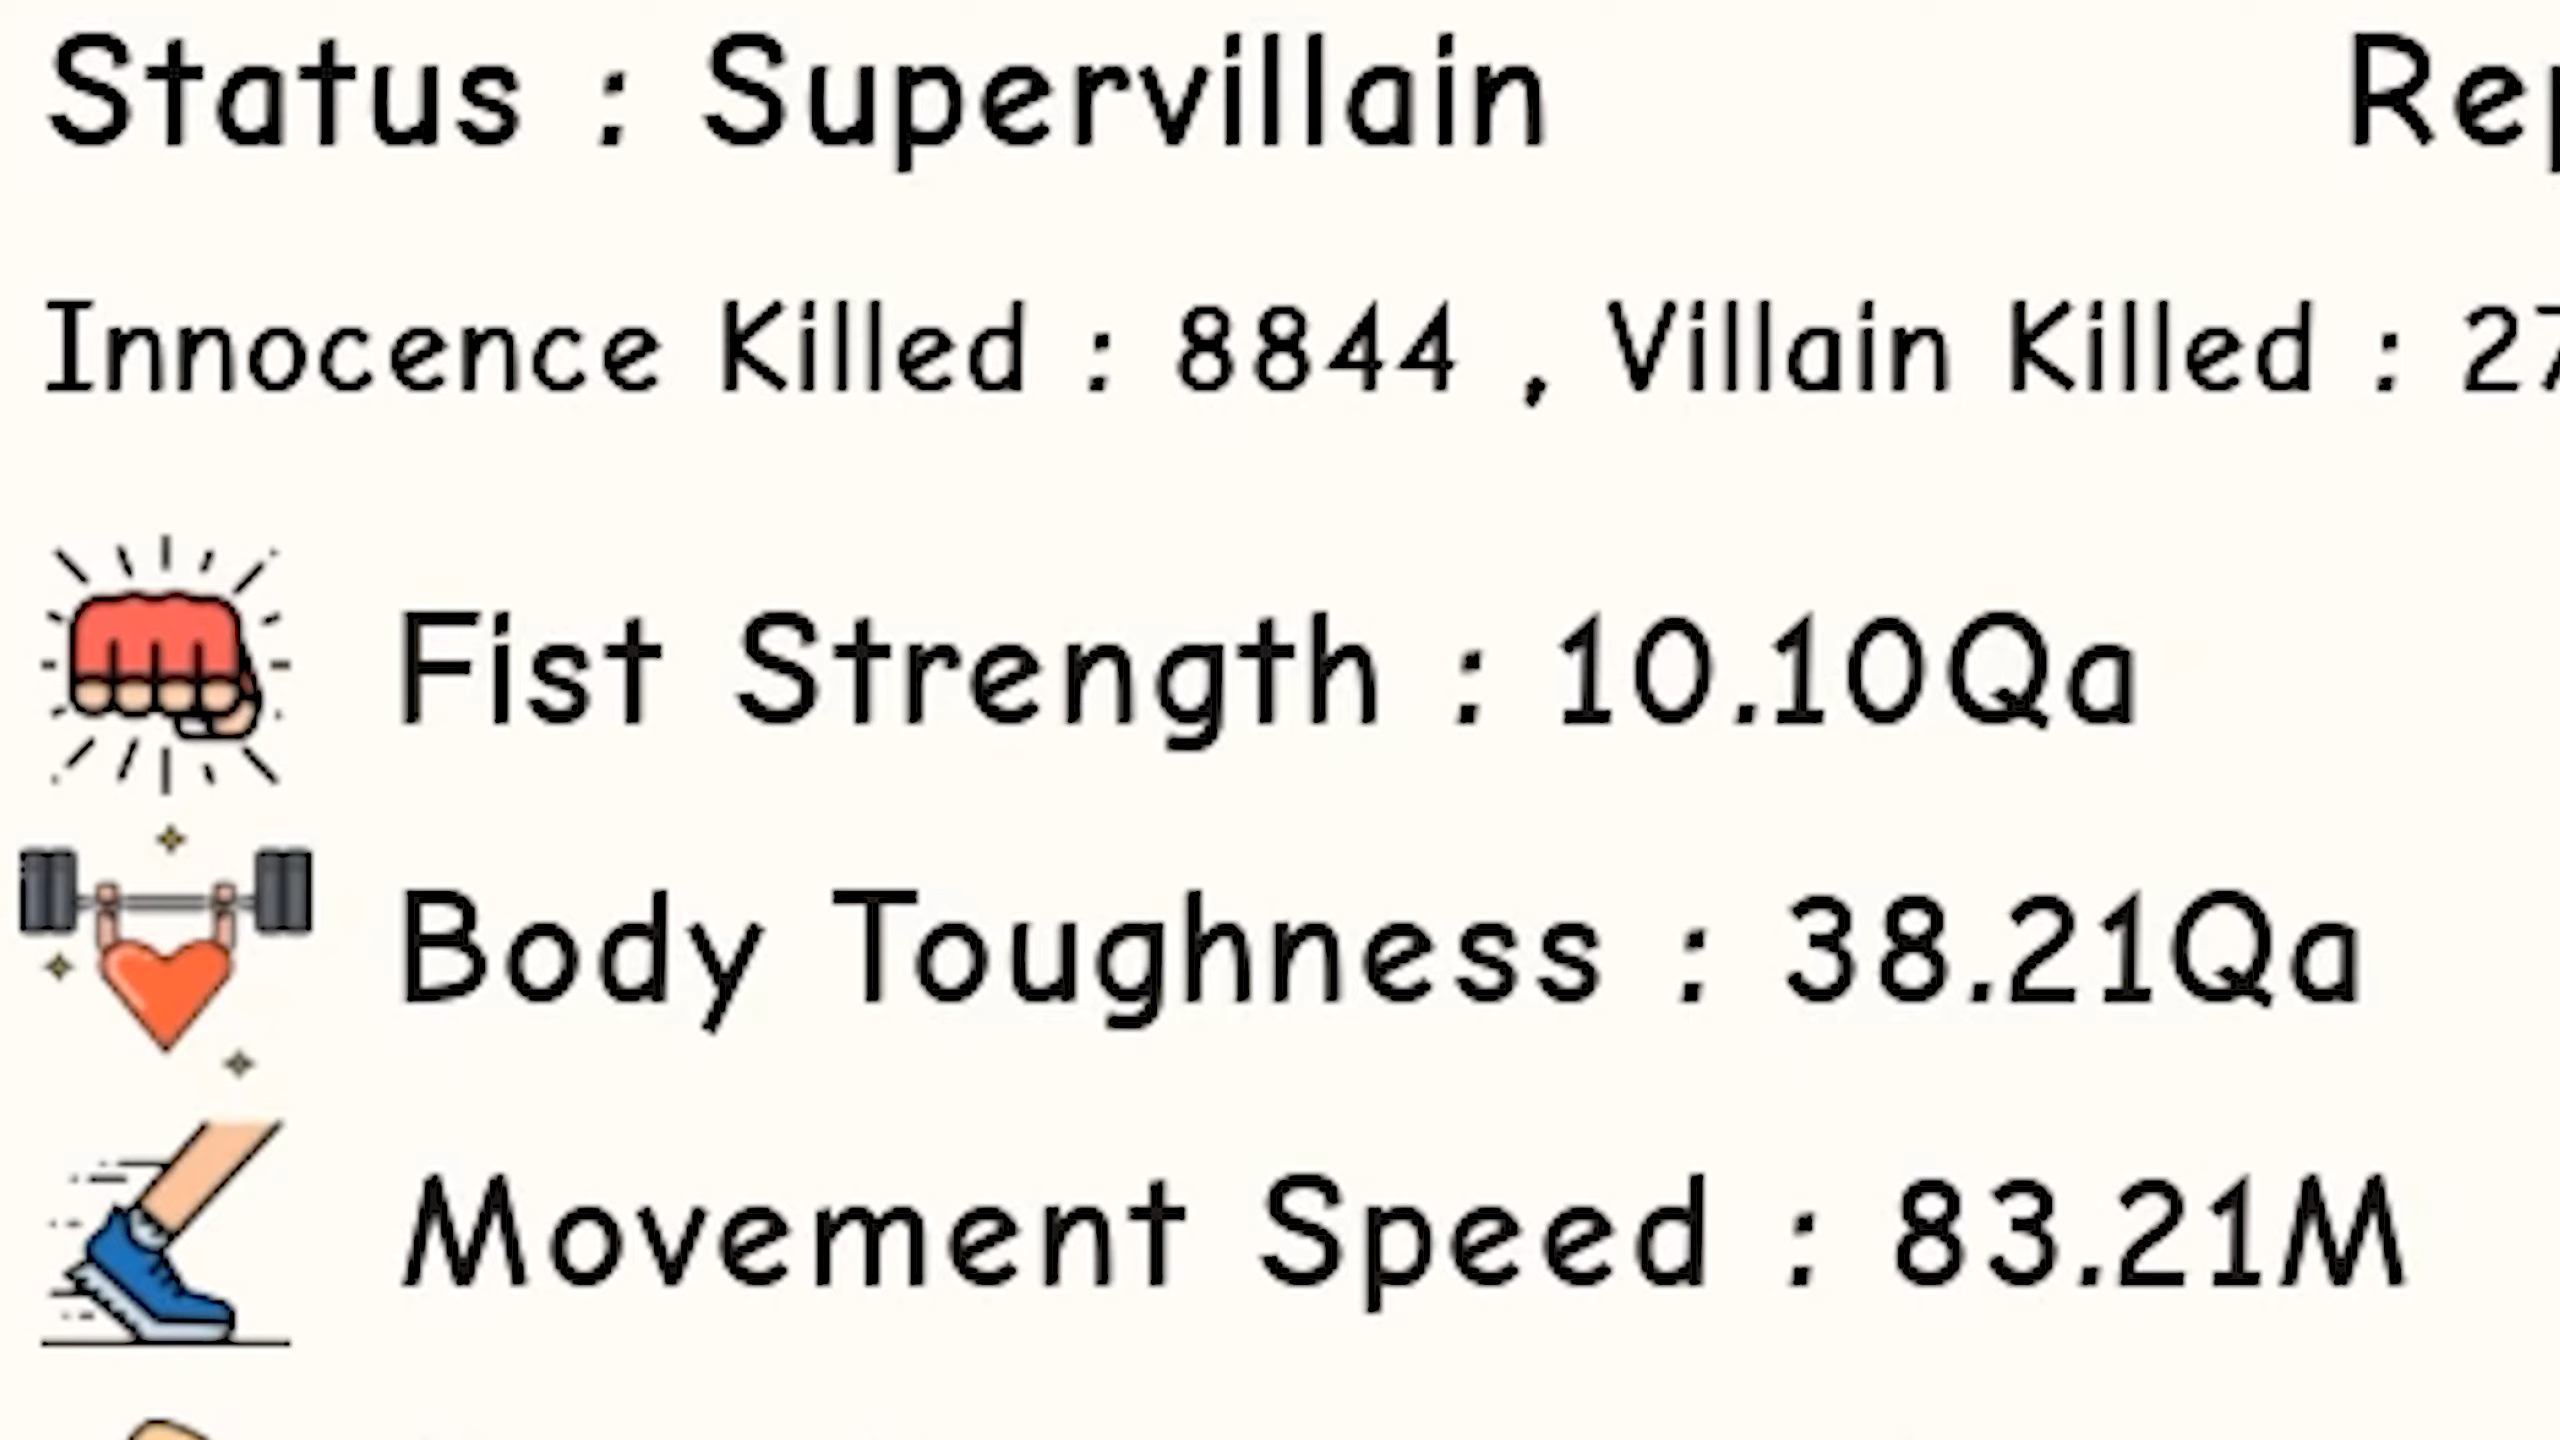 Status : Supervillain
Innocence Killed : 8844 , Villain Killed :
Fist Strength : 10.10Qa
Body Toughness : 38.21Qa
Movement Speed : 83.21M